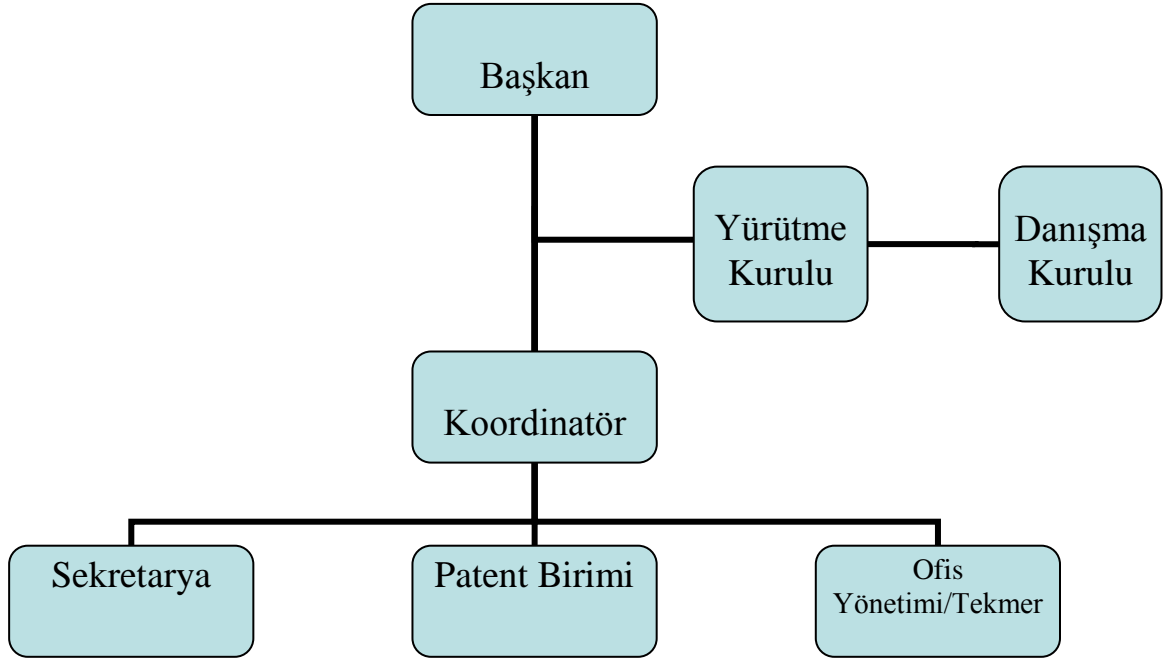 Başkan
Yürütme
Kurulu
Danışma
Kurulu
Koordinatör
Sekretarya
Patent Birimi
Ofis
Yönetimi/Tekmer